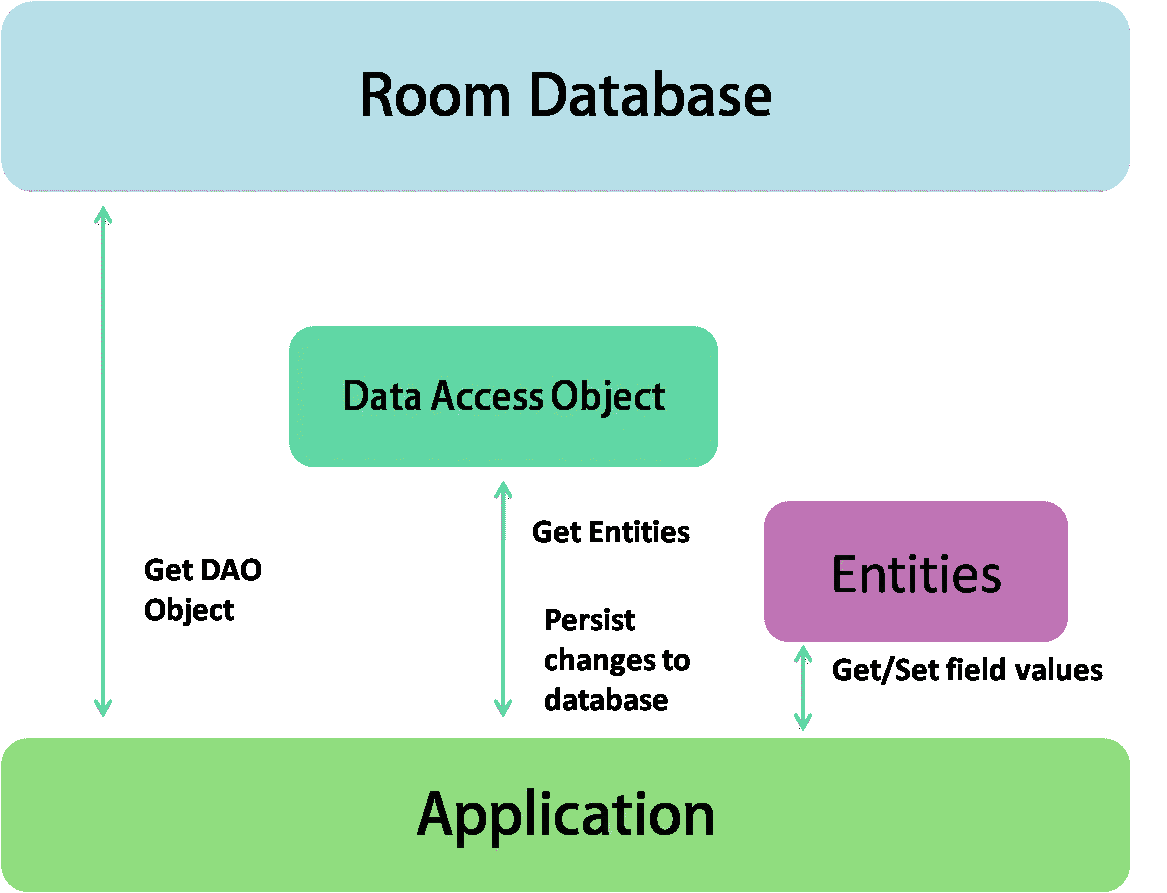 Room Database
Data Access Object
Get Entities
Get DAO
Object
Entities
Persist
changes to
database
Get/Set field values
Application